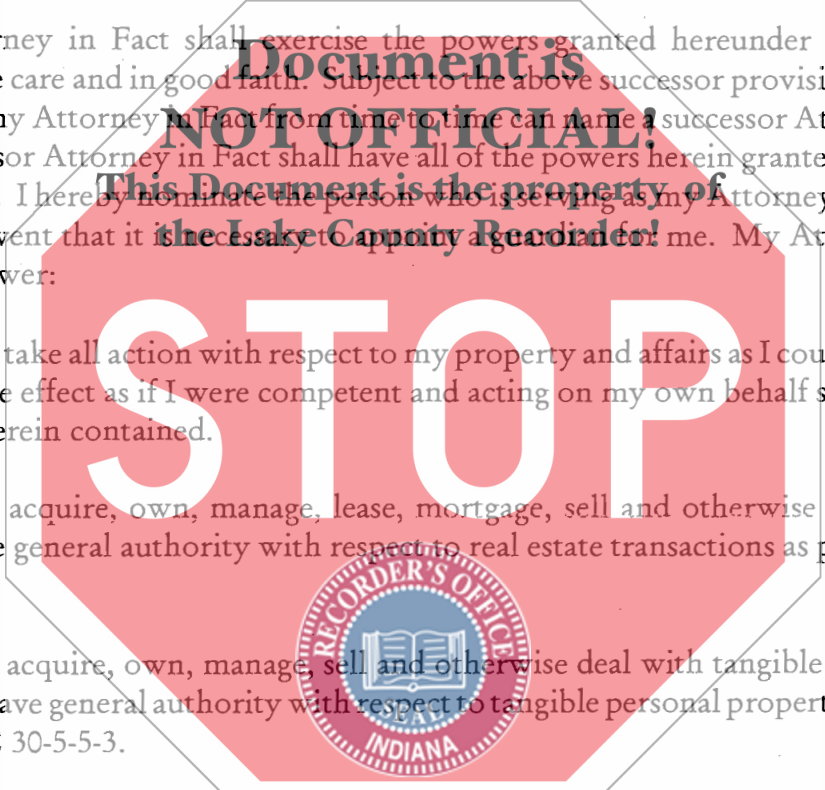 ney in Fact shall exercise the powers granted hereunder
Document is
care and in good faith. Subject to the above successor provisi
NOT OFFICIAL!
y Attorney in Fact from time to time can name a successor At
sor Attorney in Fact shall have all of the powers herein grante
This Document is the property of
I hereby nominate the person who is serving as my Attorney
the Lake County Recorder!
vent that it is necessary to appoint a guardian for me. My At
wer:
STOP
take all action with respect to my property and affairs as I cou
e effect as if I were competent and acting on my own behalf s
erein contained.
acquire, own, manage, lease, mortgage, sell and otherwise
e general authority with respect to real estate transactions as p
RECORDER'S OFFICE
acquire, own, manage, sell and otherwise deal with tangible
ave general authority with respect to tangible personal propert
SEAL
INDIANA
30-5-5-3.